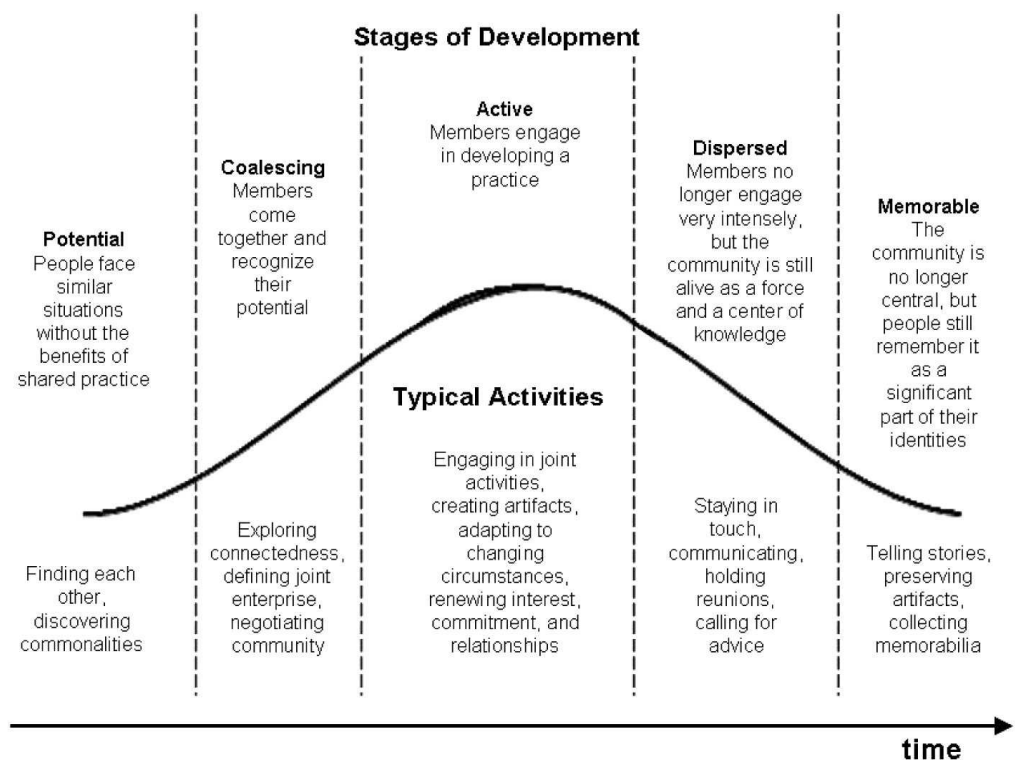 Stages of Development
Potential
People face
similar
situations
without the
benefits of
shared practice
Coalescing
Members
come
together and
recognize
their
potential
Active
Members engage
in developing a
practice
Dispersed
Members no
longer engage
very intensely,
but the
community is still
alive as a force
and a center of
knowledge
Memorable
The
community is
no longer
central, but
people still
remember it
as a
significant
part of their
identities
Typical Activities
Finding each
other,
discovering
commonalities
Exploring
connectedness,
defining joint
enterprise,
negotiating
community
Engaging in joint
activities,
creating artifacts,
adapting to
changing
circumstances,
renewing interest,
commitment, and
relationships
Staying in
touch,
communicating,
holding
reunions,
calling for
advice
Telling stories,
preserving
artifacts,
collecting
memorabilia
time